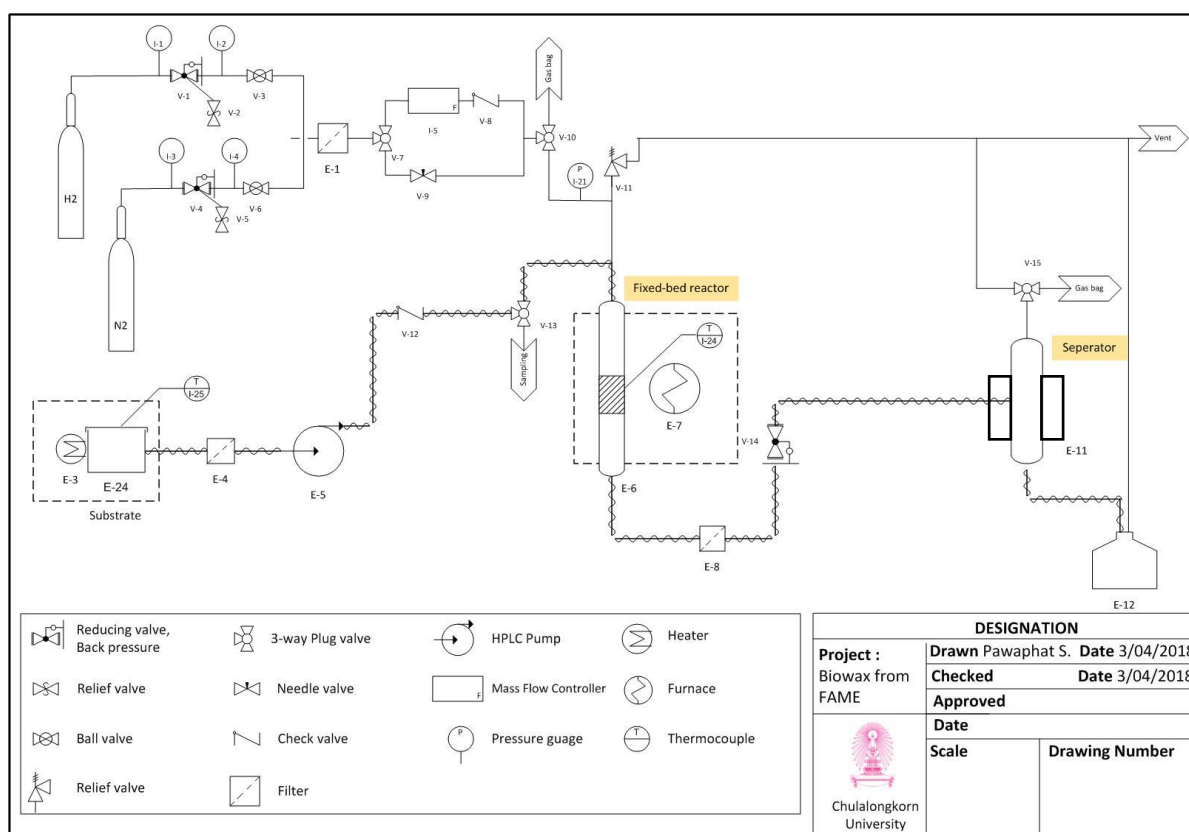 I-1
I-2
V-1
V-2
V-3
H2
I-3
I-4
V-4
V-5
V-6
N2
E-1
V-7
I-5
F
V-8
V-9
V-10
Gas bag
P
I-21
V-11
Vent
V-15
Gas bag
Fixed-bed reactor
Seperator
V-12
V-13
Sampling
T
I-24
E-7
T
I-25
E-3
E-24
Substrate
E-4
E-5
E-6
E-8
V-14
E-11
E-12
Reducing valve,
Back pressure
3-way Plug valve
HPLC Pump
Heater
Relief valve
Needle valve
F
Mass Flow Controller
Furnace
Ball valve
Check valve
P
Pressure guage
T
Thermocouple
Relief valve
Filter
DESIGNATION
Project :
Biowax from
FAME
Drawn Pawaphat S. Date 3/04/2018
Checked Date 3/04/2018
Approved
Date
Scale
Drawing Number
Chulalongkorn
University